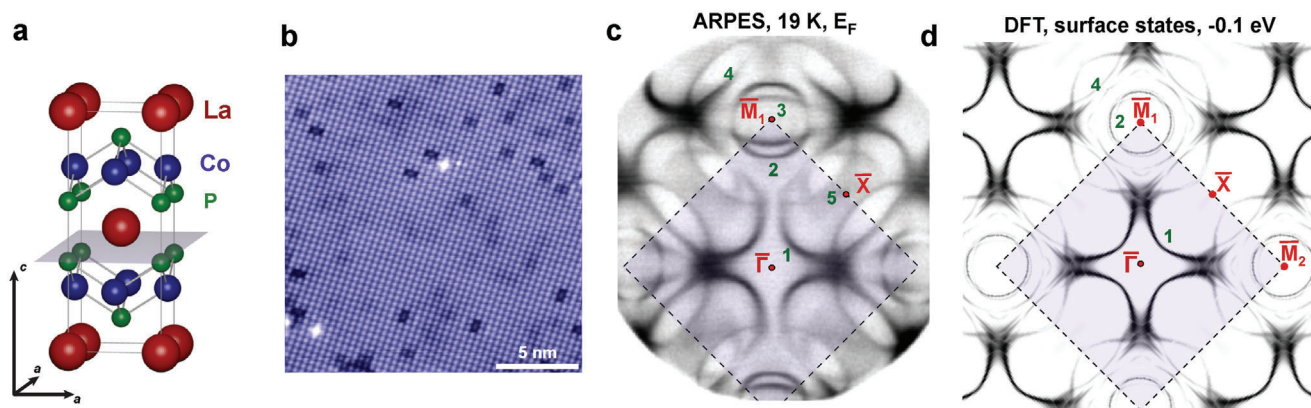 a
La
Co
P
c
a
a
b
5 nm
ARPES, 19 K, E_F
c
4
M̅₁
3
2
X̅
5
1
Γ̅
DFT, surface states, -0.1 eV
d
4
M̅₁
2
X̅
1
Γ̅
M̅₂